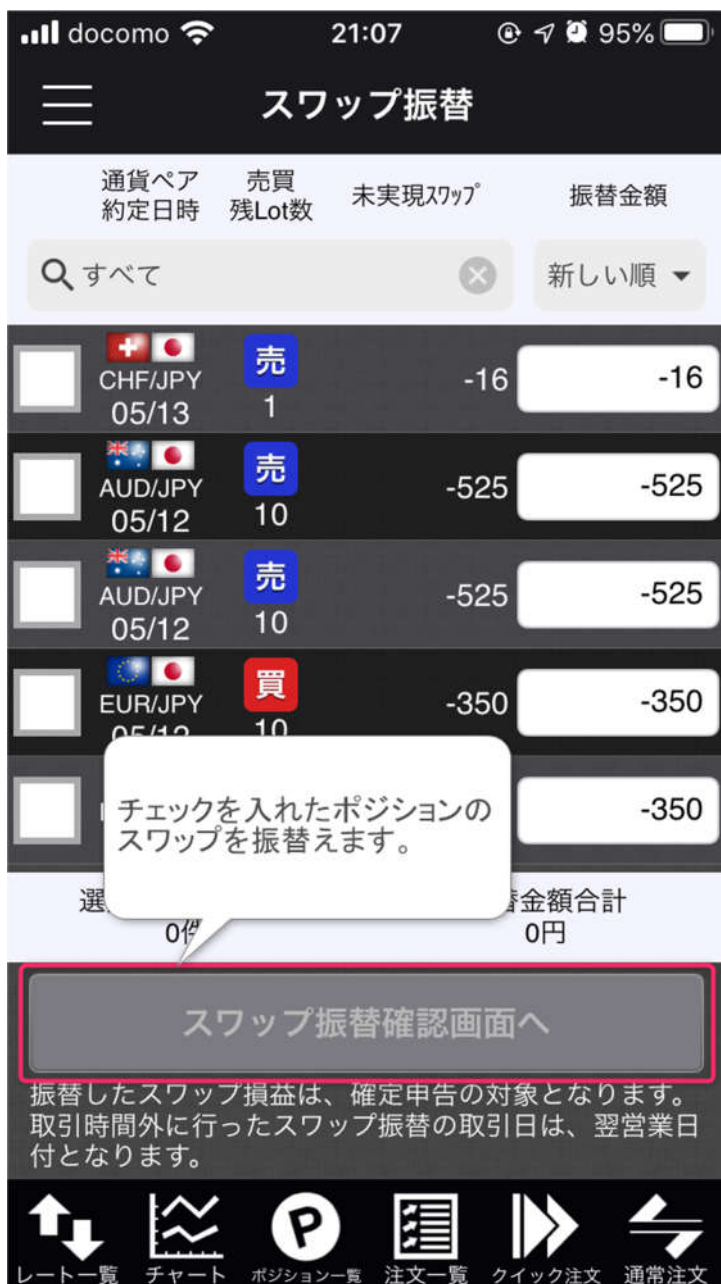 docomo 21:07 95%
スワップ振替
通貨ペア 売買 未実現ｽﾜｯﾌﾟ 振替金額
約定日時 残Lot数
すべて 新しい順
CHF/JPY 売 -16 -16
05/13 1
AUD/JPY 売 -525 -525
05/12 10
AUD/JPY 売 -525 -525
05/12 10
EUR/JPY 買 -350 -350
05/12 10
-350
チェックを入れたポジションの
スワップを振替えます。
選 金額合計
0件 0円
スワップ振替確認画面へ
振替したスワップ損益は、確定申告の対象となります。
取引時間外に行ったスワップ振替の取引日は、翌営業日
付となります。
P
レート一覧 チャート ポジション一覧 注文一覧 クイック注文 通常注文